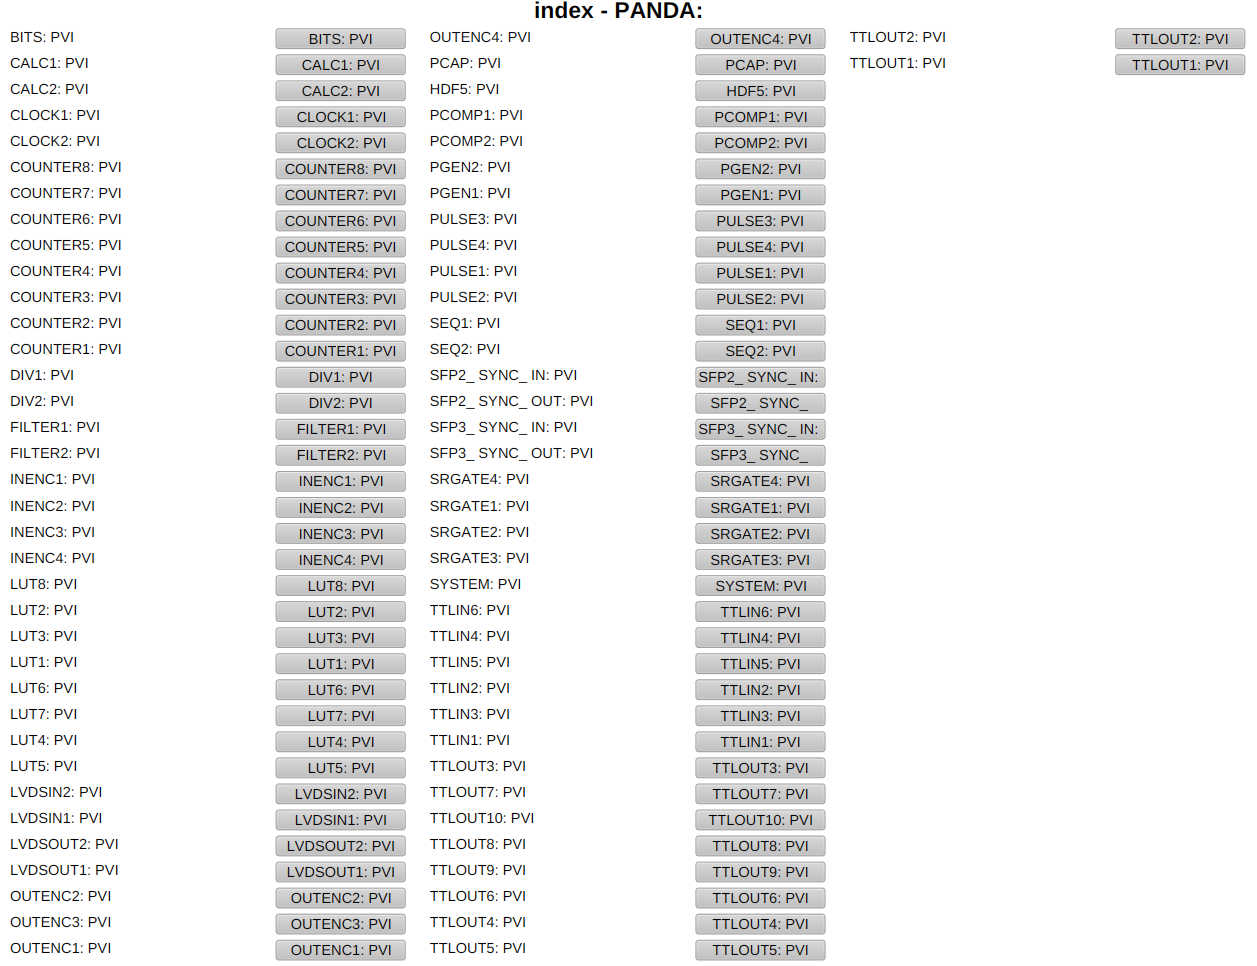 index - PANDA:
BITS: PVI BITS: PVI
CALC1: PVI CALC1: PVI
CALC2: PVI CALC2: PVI
CLOCK1: PVI CLOCK1: PVI
CLOCK2: PVI CLOCK2: PVI
COUNTER8: PVI COUNTER8: PVI
COUNTER7: PVI COUNTER7: PVI
COUNTER6: PVI COUNTER6: PVI
COUNTER5: PVI COUNTER5: PVI
COUNTER4: PVI COUNTER4: PVI
COUNTER3: PVI COUNTER3: PVI
COUNTER2: PVI COUNTER2: PVI
COUNTER1: PVI COUNTER1: PVI
DIV1: PVI DIV1: PVI
DIV2: PVI DIV2: PVI
FILTER1: PVI FILTER1: PVI
FILTER2: PVI FILTER2: PVI
INENC1: PVI INENC1: PVI
INENC2: PVI INENC2: PVI
INENC3: PVI INENC3: PVI
INENC4: PVI INENC4: PVI
LUT8: PVI LUT8: PVI
LUT2: PVI LUT2: PVI
LUT3: PVI LUT3: PVI
LUT1: PVI LUT1: PVI
LUT6: PVI LUT6: PVI
LUT7: PVI LUT7: PVI
LUT4: PVI LUT4: PVI
LUT5: PVI LUT5: PVI
LVDSIN2: PVI LVDSIN2: PVI
LVDSIN1: PVI LVDSIN1: PVI
LVDSOUT2: PVI LVDSOUT2: PVI
LVDSOUT1: PVI LVDSOUT1: PVI
OUTENC2: PVI OUTENC2: PVI
OUTENC3: PVI OUTENC3: PVI
OUTENC1: PVI OUTENC1: PVI
OUTENC4: PVI OUTENC4: PVI
PCAP: PVI PCAP: PVI
HDF5: PVI HDF5: PVI
PCOMP1: PVI PCOMP1: PVI
PCOMP2: PVI PCOMP2: PVI
PGEN2: PVI PGEN2: PVI
PGEN1: PVI PGEN1: PVI
PULSE3: PVI PULSE3: PVI
PULSE4: PVI PULSE4: PVI
PULSE1: PVI PULSE1: PVI
PULSE2: PVI PULSE2: PVI
SEQ1: PVI SEQ1: PVI
SEQ2: PVI SEQ2: PVI
SFP2_ SYNC_ IN: PVI SFP2_ SYNC_ IN:
SFP2_ SYNC_ OUT: PVI SFP2_ SYNC_
SFP3_ SYNC_ IN: PVI SFP3_ SYNC_ IN:
SFP3_ SYNC_ OUT: PVI SFP3_ SYNC_
SRGATE4: PVI SRGATE4: PVI
SRGATE1: PVI SRGATE1: PVI
SRGATE2: PVI SRGATE2: PVI
SRGATE3: PVI SRGATE3: PVI
SYSTEM: PVI SYSTEM: PVI
TTLIN6: PVI TTLIN6: PVI
TTLIN4: PVI TTLIN4: PVI
TTLIN5: PVI TTLIN5: PVI
TTLIN2: PVI TTLIN2: PVI
TTLIN3: PVI TTLIN3: PVI
TTLIN1: PVI TTLIN1: PVI
TTLOUT3: PVI TTLOUT3: PVI
TTLOUT7: PVI TTLOUT7: PVI
TTLOUT10: PVI TTLOUT10: PVI
TTLOUT8: PVI TTLOUT8: PVI
TTLOUT9: PVI TTLOUT9: PVI
TTLOUT6: PVI TTLOUT6: PVI
TTLOUT4: PVI TTLOUT4: PVI
TTLOUT5: PVI TTLOUT5: PVI
TTLOUT2: PVI TTLOUT2: PVI
TTLOUT1: PVI TTLOUT1: PVI